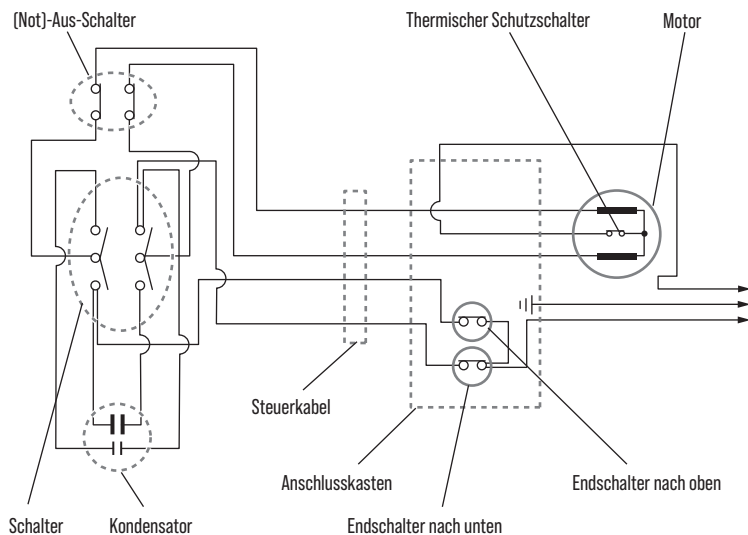 (Not)-Aus-Schalter
Thermischer Schutzschalter
Motor
Steuerkabel
Anschlusskasten
Endschalter nach oben
Schalter
Kondensator
Endschalter nach unten